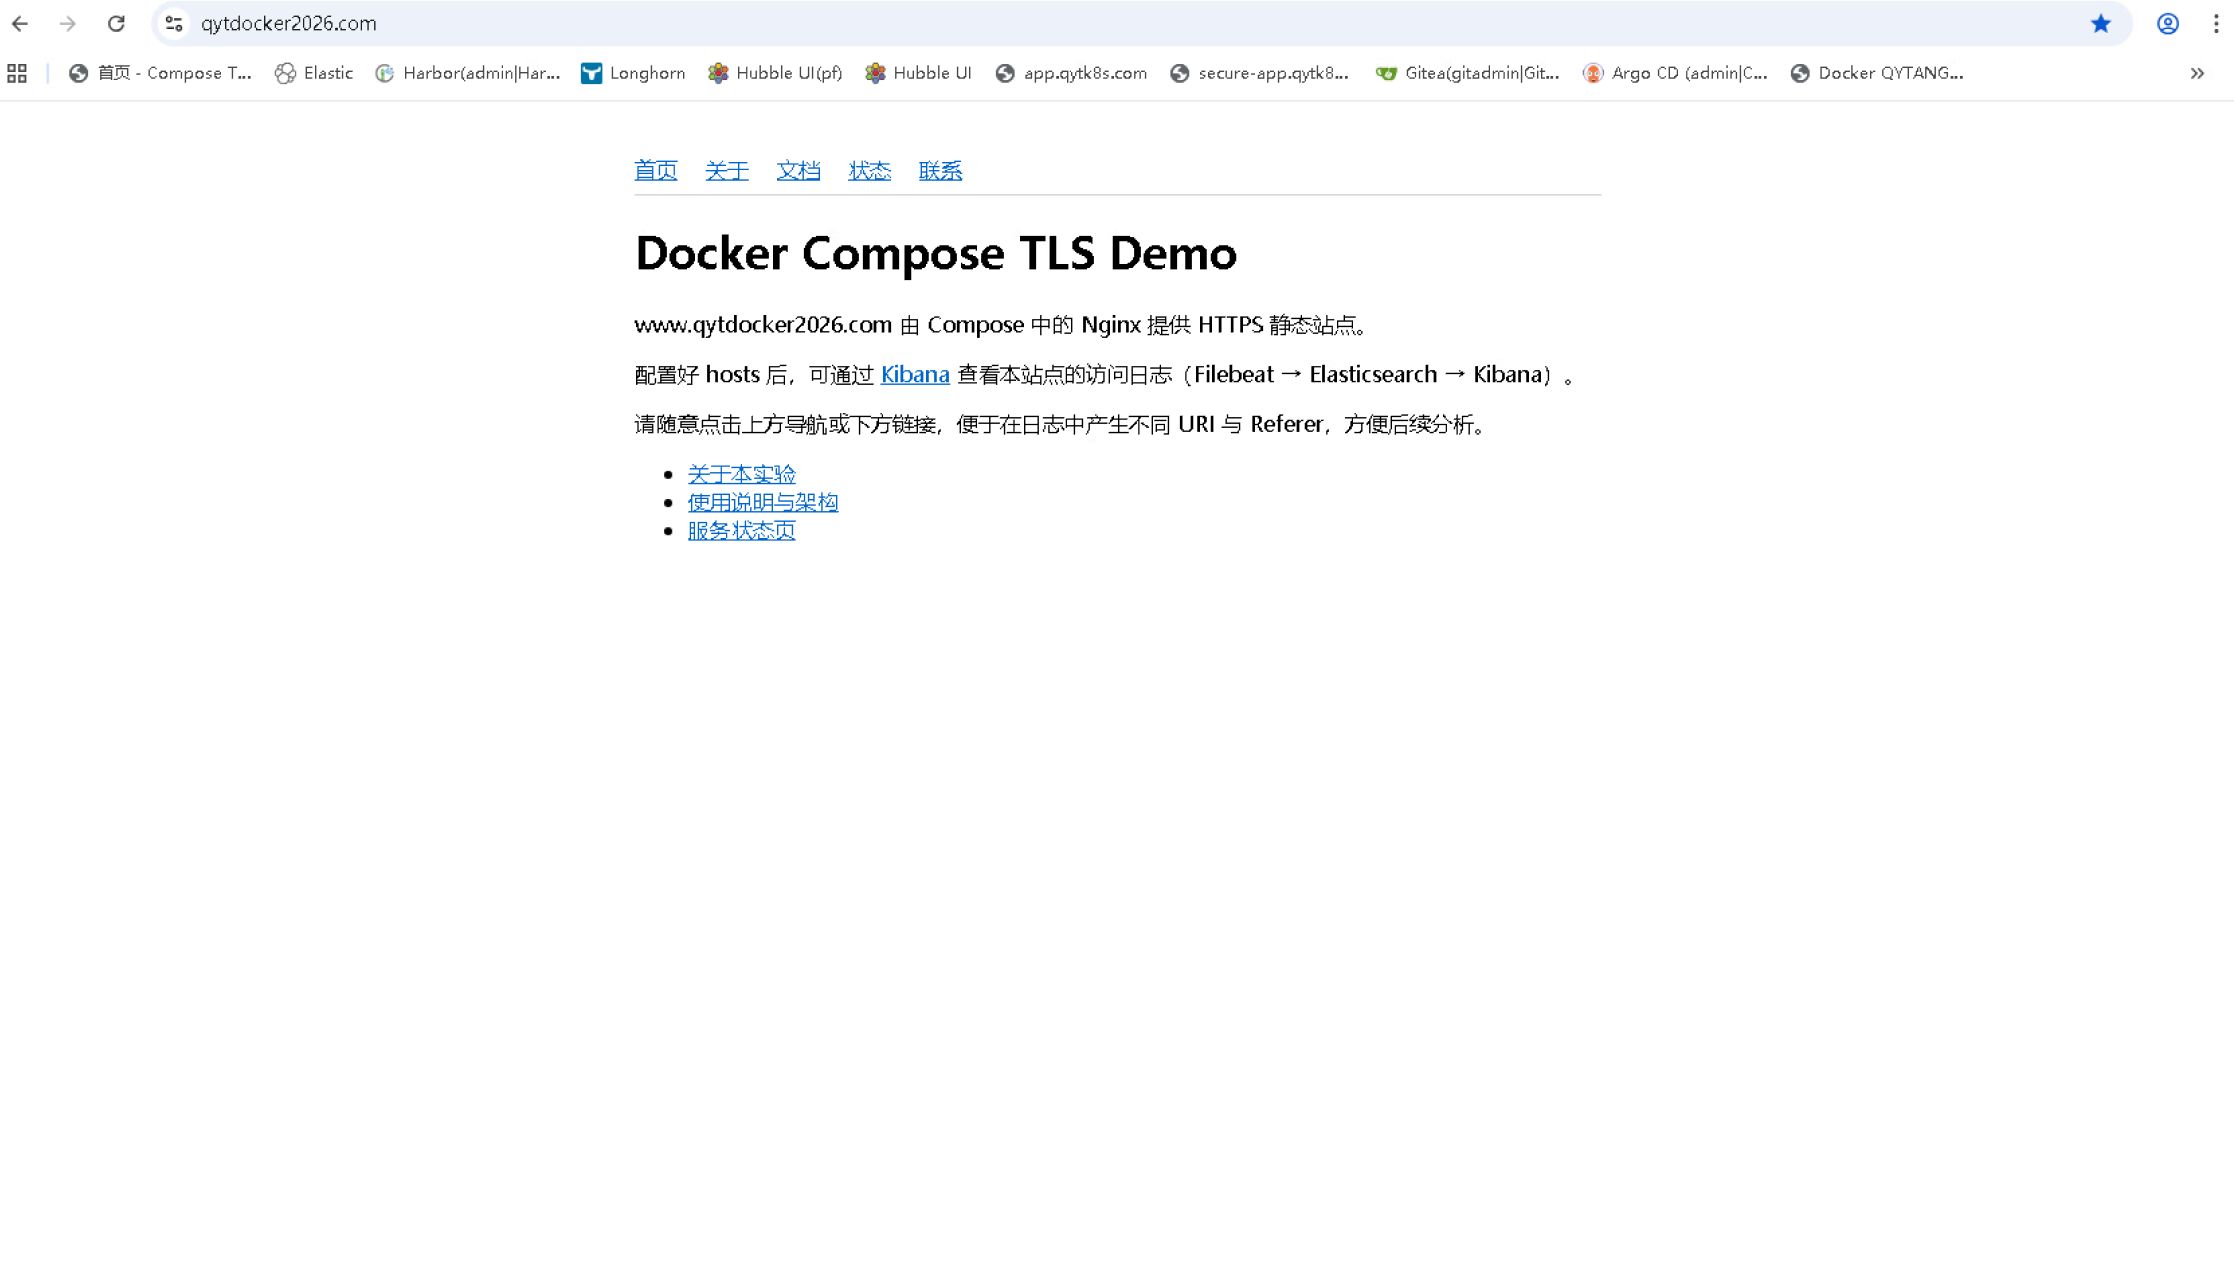 qytdocker2026.com
首页 - Compose T... Elastic Harbor(admin|Har... Longhorn Hubble UI(pf) Hubble UI app.qytk8s.com secure-app.qytk8... Gitea(gitadmin|Git... Argo CD (admin|C... Docker QYTANG...
首页 关于 文档 状态 联系
Docker Compose TLS Demo
www.qytdocker2026.com 由 Compose 中的 Nginx 提供 HTTPS 静态站点。
配置好 hosts 后，可通过 Kibana 查看本站点的访问日志（Filebeat → Elasticsearch → Kibana）。
请随意点击上方导航或下方链接，便于在日志中产生不同 URI 与 Referer，方便后续分析。
关于本实验
使用说明与架构
服务状态页